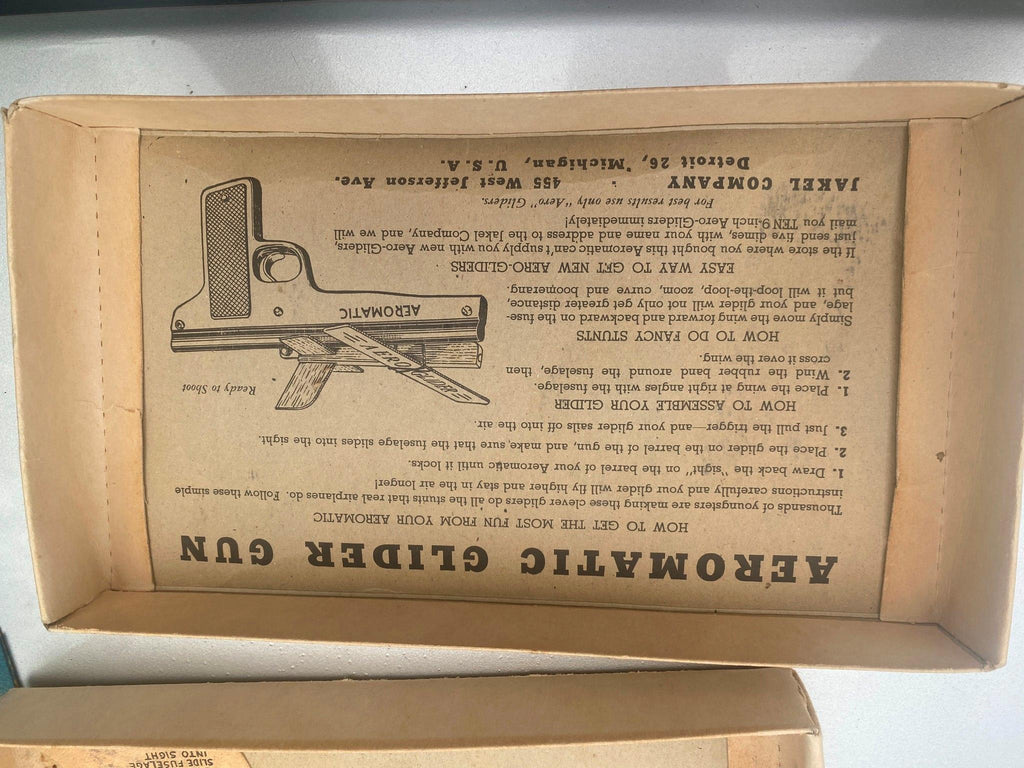 AEROMATIC GLIDER GUN
HOW TO GET THE MOST FUN FROM YOUR AEROMATIC
Thousands of youngsters are making these clever gliders do all the stunts that real airplanes do. Follow these simple
instructions carefully and your glider will fly higher and stay in the air longer!
1. Draw back the "sight" on the barrel of your Aeromatic until it locks.
2. Place the glider on the barrel of the gun, and make sure that the fuselage slides into the sight.
3. Just pull the trigger—and your glider sails off into the air.
HOW TO ASSEMBLE YOUR GLIDER
1. Place the wing at right angles with the fuselage.
2. Wind the rubber band around the fuselage, then
cross it over the wing.
HOW TO DO FANCY STUNTS
Simply move the wing forward and backward on the fuse-
lage, and your glider will not only get greater distance,
but it will loop-the-loop, zoom, curve and boomerang.
EASY WAY TO GET NEW AERO-GLIDERS
If the store where you bought this Aeromatic can't supply you with new Aero-Gliders,
just send five dimes, with your name and address to the Jakel Company, and we will
mail you TEN 9-inch Aero-Gliders immediately!
For best results use only "Aero" Gliders.
JAKEL COMPANY 455 West Jefferson Ave.
Detroit 26, Michigan, U.S.A.
Ready to Shoot
AERO GLIDER
AEROMATIC
SLIDE FUSELAGE
INTO SIGHT